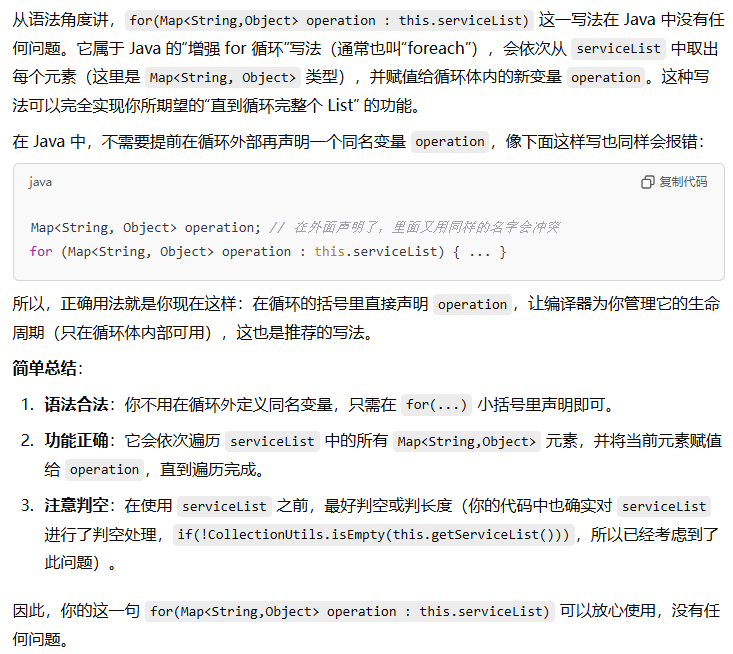 从语法角度讲，for(Map<String,Object> operation : this.serviceList) 这一写法在 Java 中没有任
何问题。它属于 Java 的“增强 for 循环”写法（通常也叫“foreach”），会依次从 serviceList 中取出
每个元素（这里是 Map<String, Object> 类型），并赋值给循环体内的新变量 operation。这种写
法可以完全实现你所期望的“直到循环完整个 List” 的功能。
在 Java 中，不需要提前在循环外部再声明一个同名变量 operation，像下面这样写也同样会报错：
java
复制代码
Map<String, Object> operation; // 在外面声明了，里面又用同样的名字会冲突
for (Map<String, Object> operation : this.serviceList) { ... }
所以，正确用法就是你现在这样：在循环的括号里直接声明 operation，让编译器为你管理它的生命
周期（只在循环体内部可用），这也是推荐的写法。
简单总结：
1. 语法合法：你不用在循环外定义同名变量，只需在 for(...) 小括号里声明即可。
2. 功能正确：它会依次遍历 serviceList 中的所有 Map<String,Object> 元素，并将当前元素赋值
给 operation，直到遍历完成。
3. 注意判空：在使用 serviceList 之前，最好判空或判长度（你的代码中也确实对 serviceList
进行了判空处理，if(!CollectionUtils.isEmpty(this.getServiceList()))，所以已经考虑到了
此问题）。
因此，你的这一句 for(Map<String,Object> operation : this.serviceList) 可以放心使用，没有任
何问题。